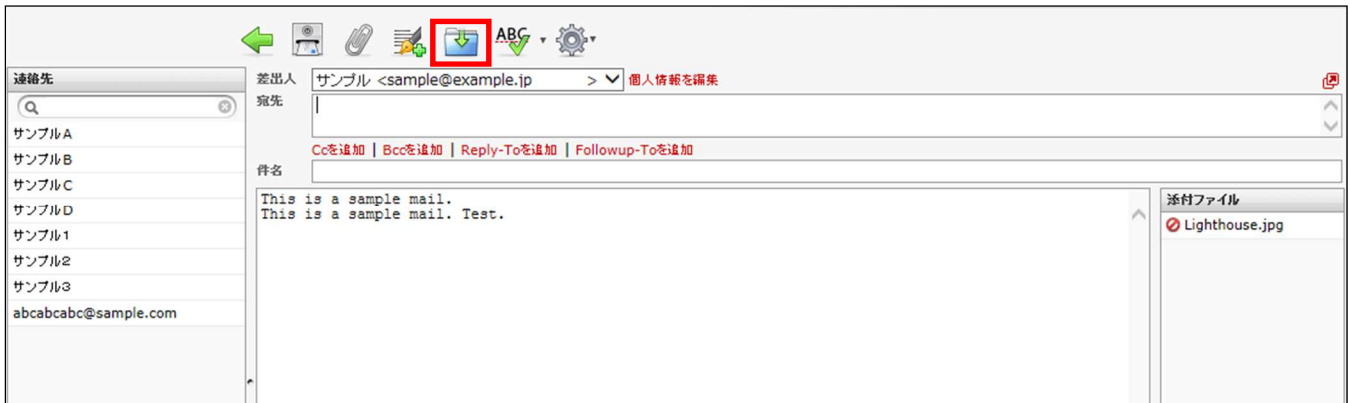 ABC
連絡先
サンプルA
サンプルB
サンプルC
サンプルD
サンプル1
サンプル2
サンプル3
abcabcabc@sample.com
差出人 サンプル <sample@example.jp > 個人情報を編集
宛先
Ccを追加 | Bccを追加 | Reply-Toを追加 | Followup-Toを追加
件名
This is a sample mail.
This is a sample mail. Test.
添付ファイル
Lighthouse.jpg